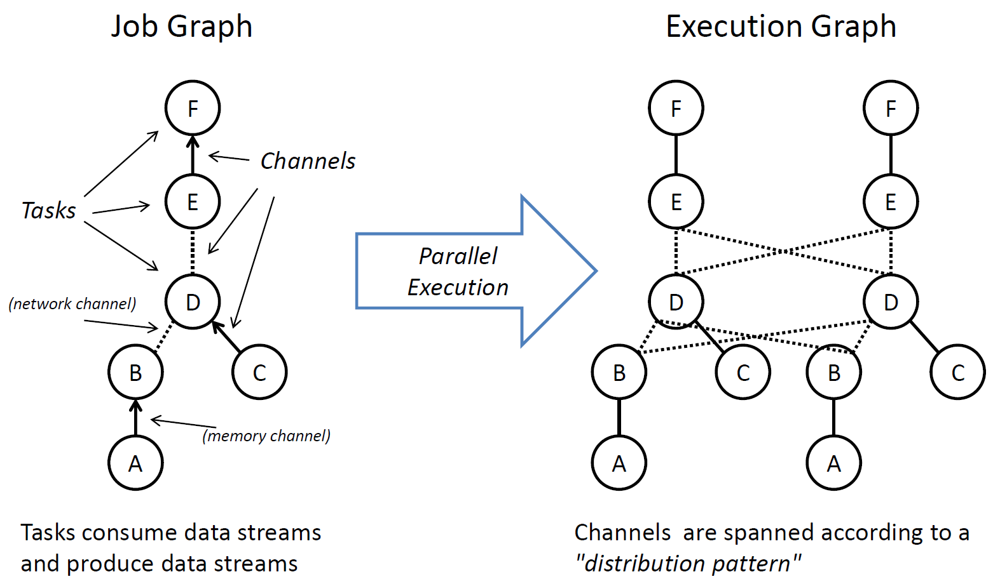 Job Graph
Execution Graph
F
Channels
E
Tasks
D
(network channel)
B
C
(memory channel)
A
Parallel
Execution
F
F
E
E
D
D
B
C
B
C
A
A
Tasks consume data streams
and produce data streams
Channels are spanned according to a
"distribution pattern"